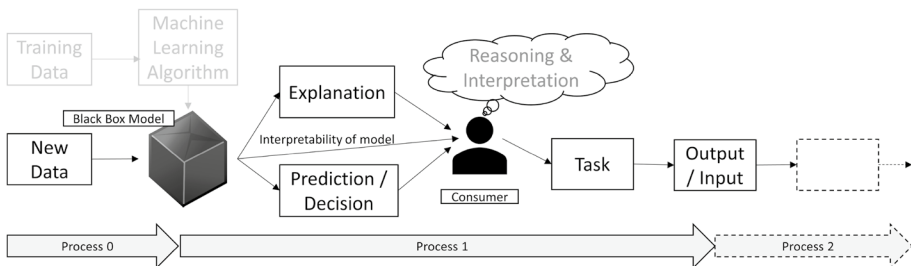 Training
Data
Machine
Learning
Algorithm
Reasoning &
Interpretation
Black Box Model
New
Data
Explanation
Interpretability of model
Prediction /
Decision
Consumer
Task
Output
/ Input
Process 0
Process 1
Process 2